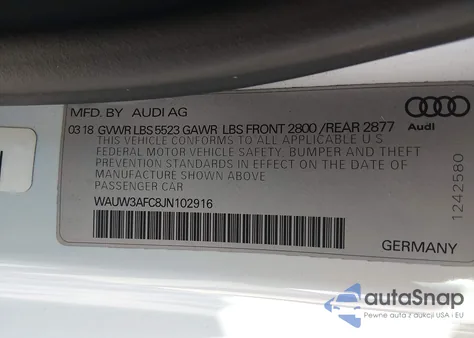 MFD. BY AUDI AG
03 18 GVWR LBS 5523 GAWR LBS FRONT 2800 / REAR 2877
THIS VEHICLE CONFORMS TO ALL APPLICABLE U S
FEDERAL MOTOR VEHICLE SAFETY, BUMPER AND THEFT
PREVENTION STANDARDS IN EFFECT ON THE DATE OF
MANUFACTURE SHOWN ABOVE
PASSENGER CAR
WAUW3AFC8JN102916
Audi
1242580
GERMANY
autoSnap
Pewne auta z aukcji USA i EU